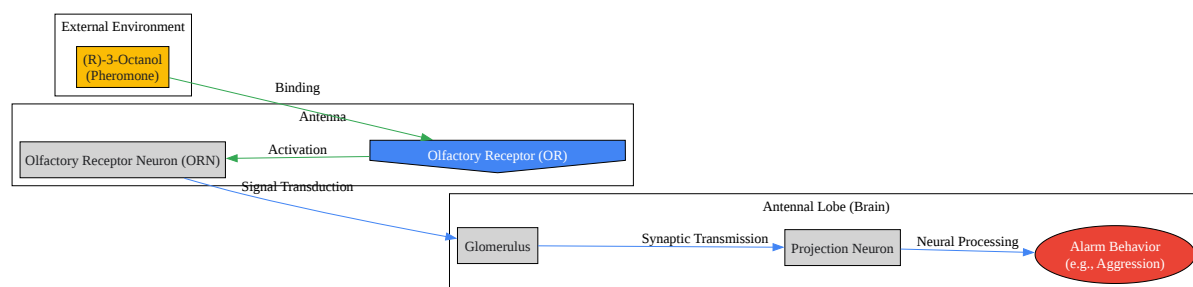 External Environment
(R)-3-Octanol
(Pheromone)
Binding
Antenna
Olfactory Receptor Neuron (ORN)
Activation
Olfactory Receptor (OR)
Signal Transduction
Antennal Lobe (Brain)
Glomerulus
Synaptic Transmission
Projection Neuron
Neural Processing
Alarm Behavior
(e.g., Aggression)